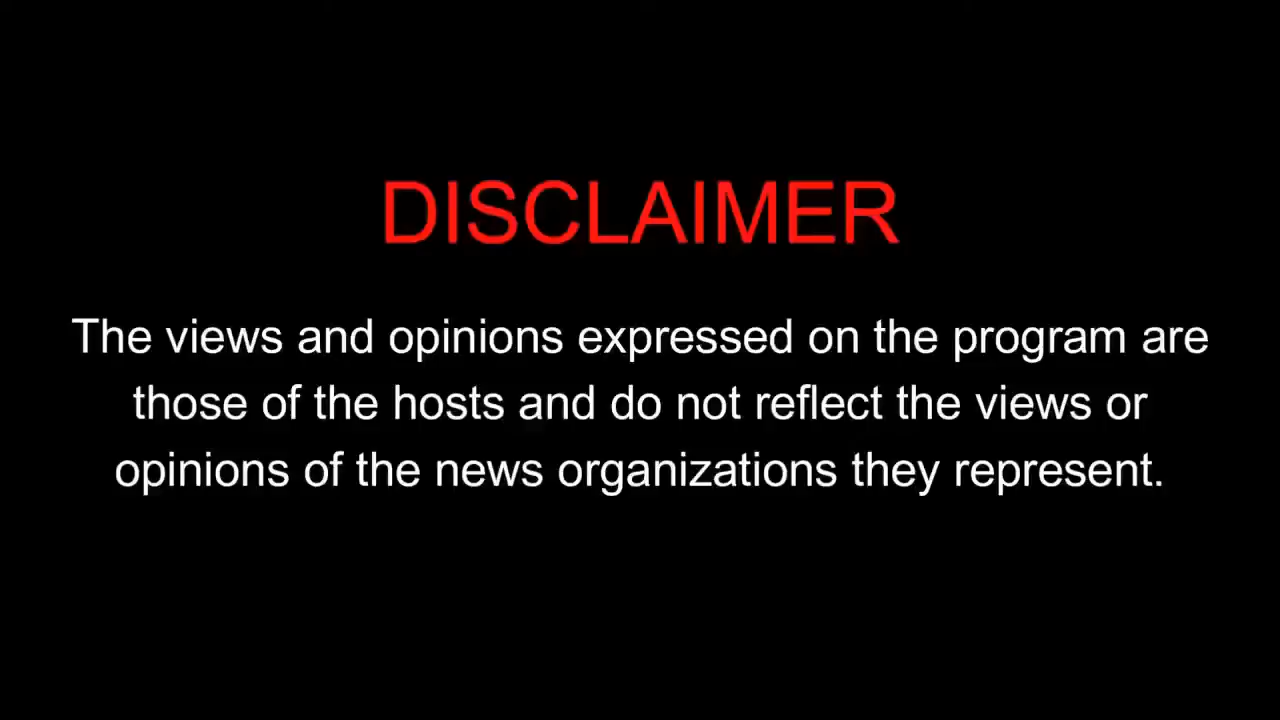 DISCLAIMER
The views and opinions expressed on the program are
those of the hosts and do not reflect the views or
opinions of the news organizations they represent.